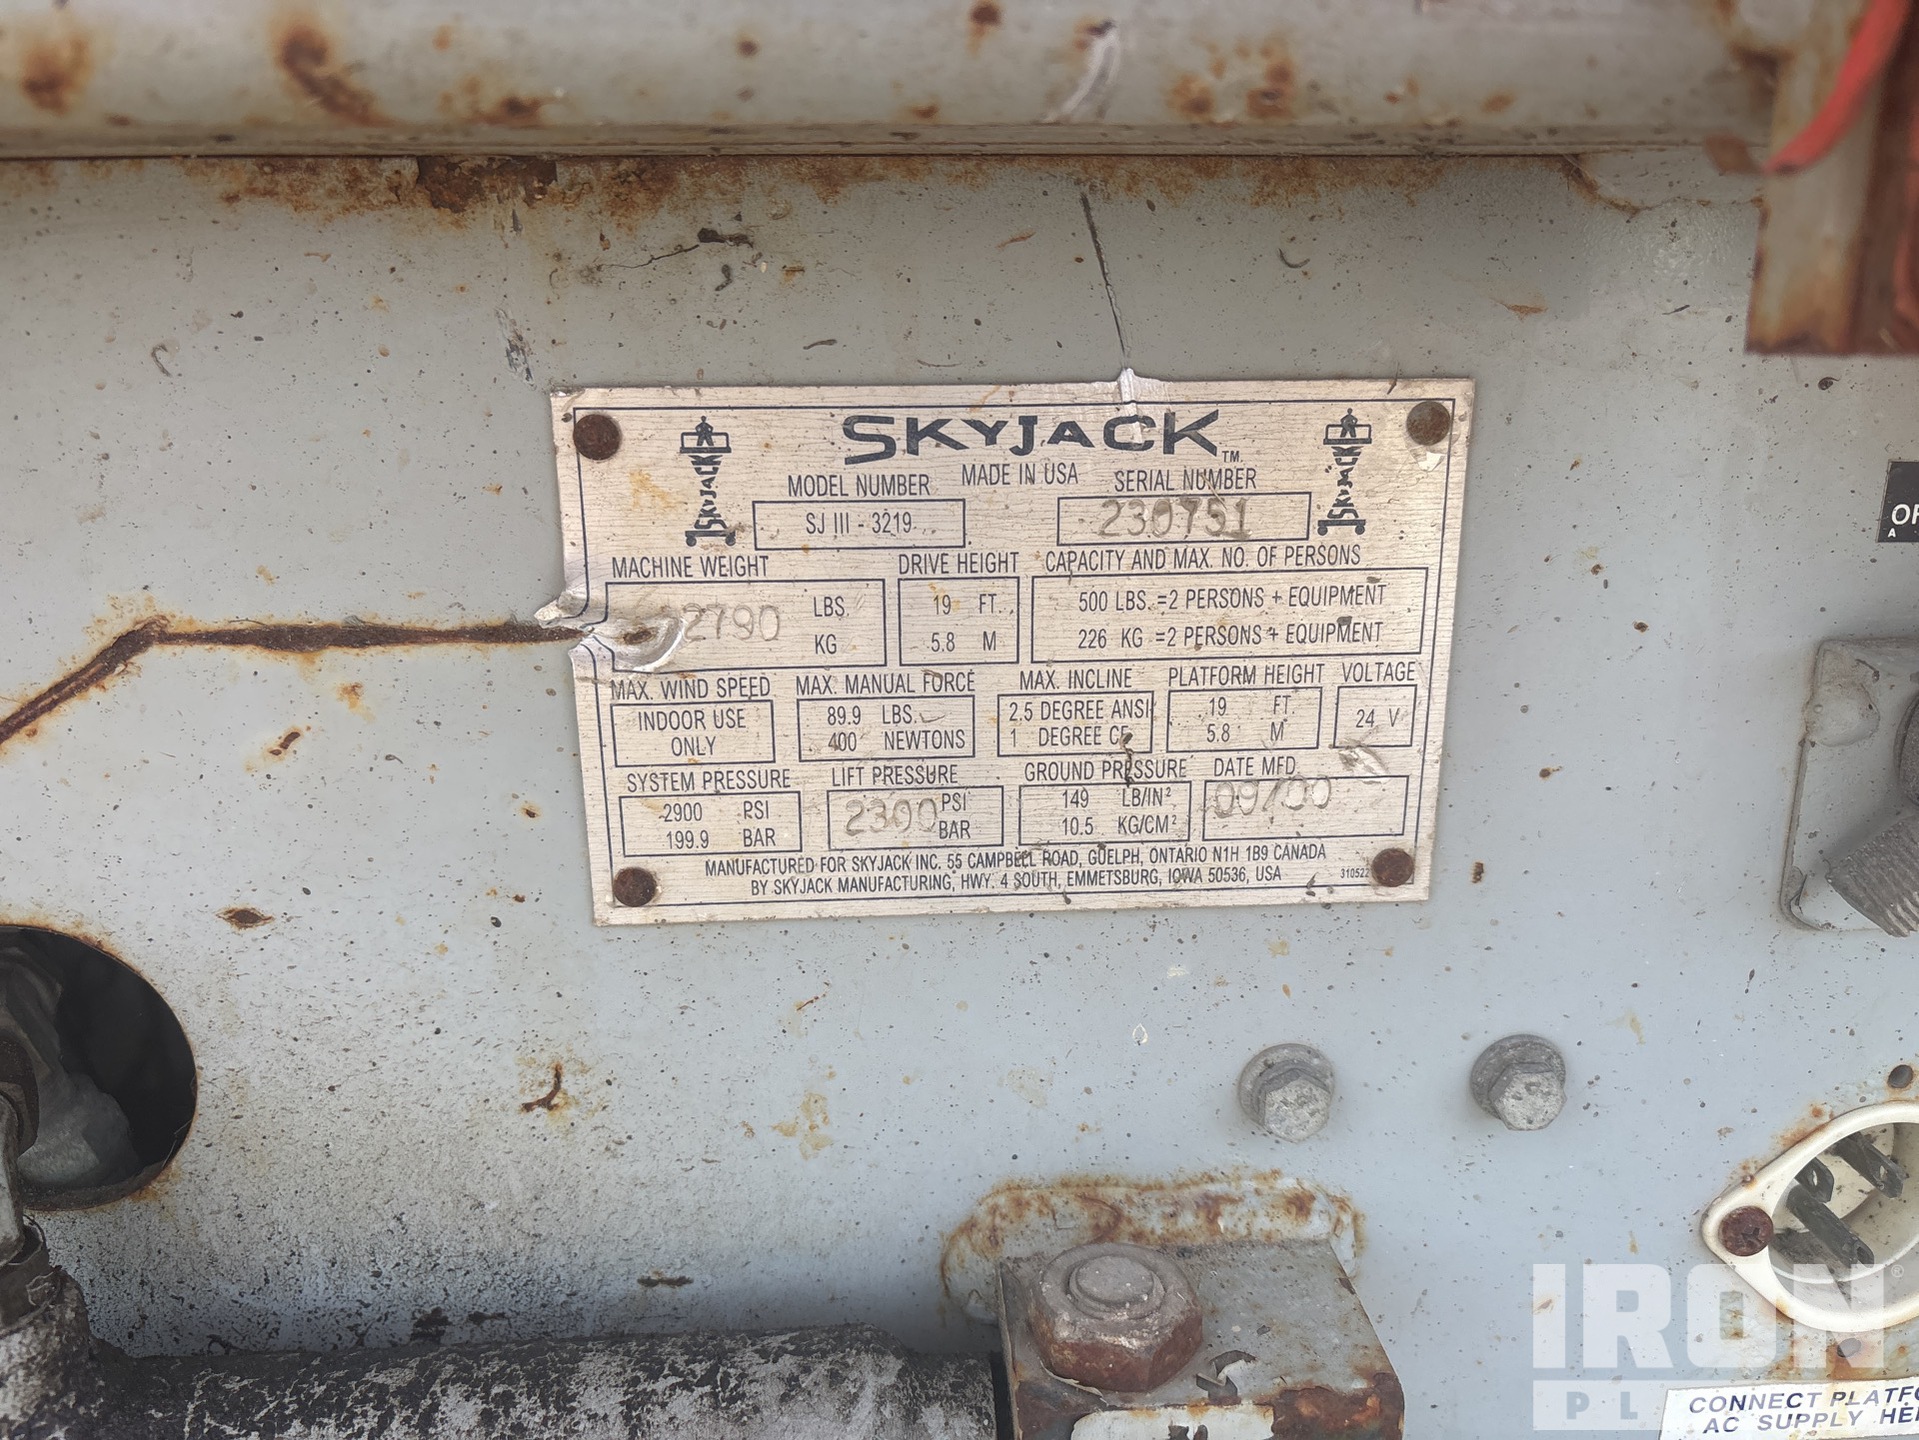 SKYJACK TM
SKYJACK
SKYJACK
MODEL NUMBER MADE IN USA SERIAL NUMBER
SJ III - 3219 230751
MACHINE WEIGHT DRIVE HEIGHT CAPACITY AND MAX. NO. OF PERSONS
2790 LBS. 19 FT. 500 LBS. =2 PERSONS + EQUIPMENT
KG 5.8 M 226 KG =2 PERSONS + EQUIPMENT
MAX. WIND SPEED MAX. MANUAL FORCE MAX. INCLINE PLATFORM HEIGHT VOLTAGE
INDOOR USE 89.9 LBS. 2.5 DEGREE ANSI 19 FT. 24 V
ONLY 400 NEWTONS 1 DEGREE CE 5.8 M
SYSTEM PRESSURE LIFT PRESSURE GROUND PRESSURE DATE MFD.
2900 PSI 2300 PSI 149 LB/IN² 09/00
199.9 BAR BAR 10.5 KG/CM²
MANUFACTURED FOR SKYJACK INC. 55 CAMPBELL ROAD, GUELPH, ONTARIO N1H 1B9 CANADA
BY SKYJACK MANUFACTURING, HWY. 4 SOUTH, EMMETSBURG, IOWA 50536, USA
310522
IRON ®
CONNECT
AC SUPPLY